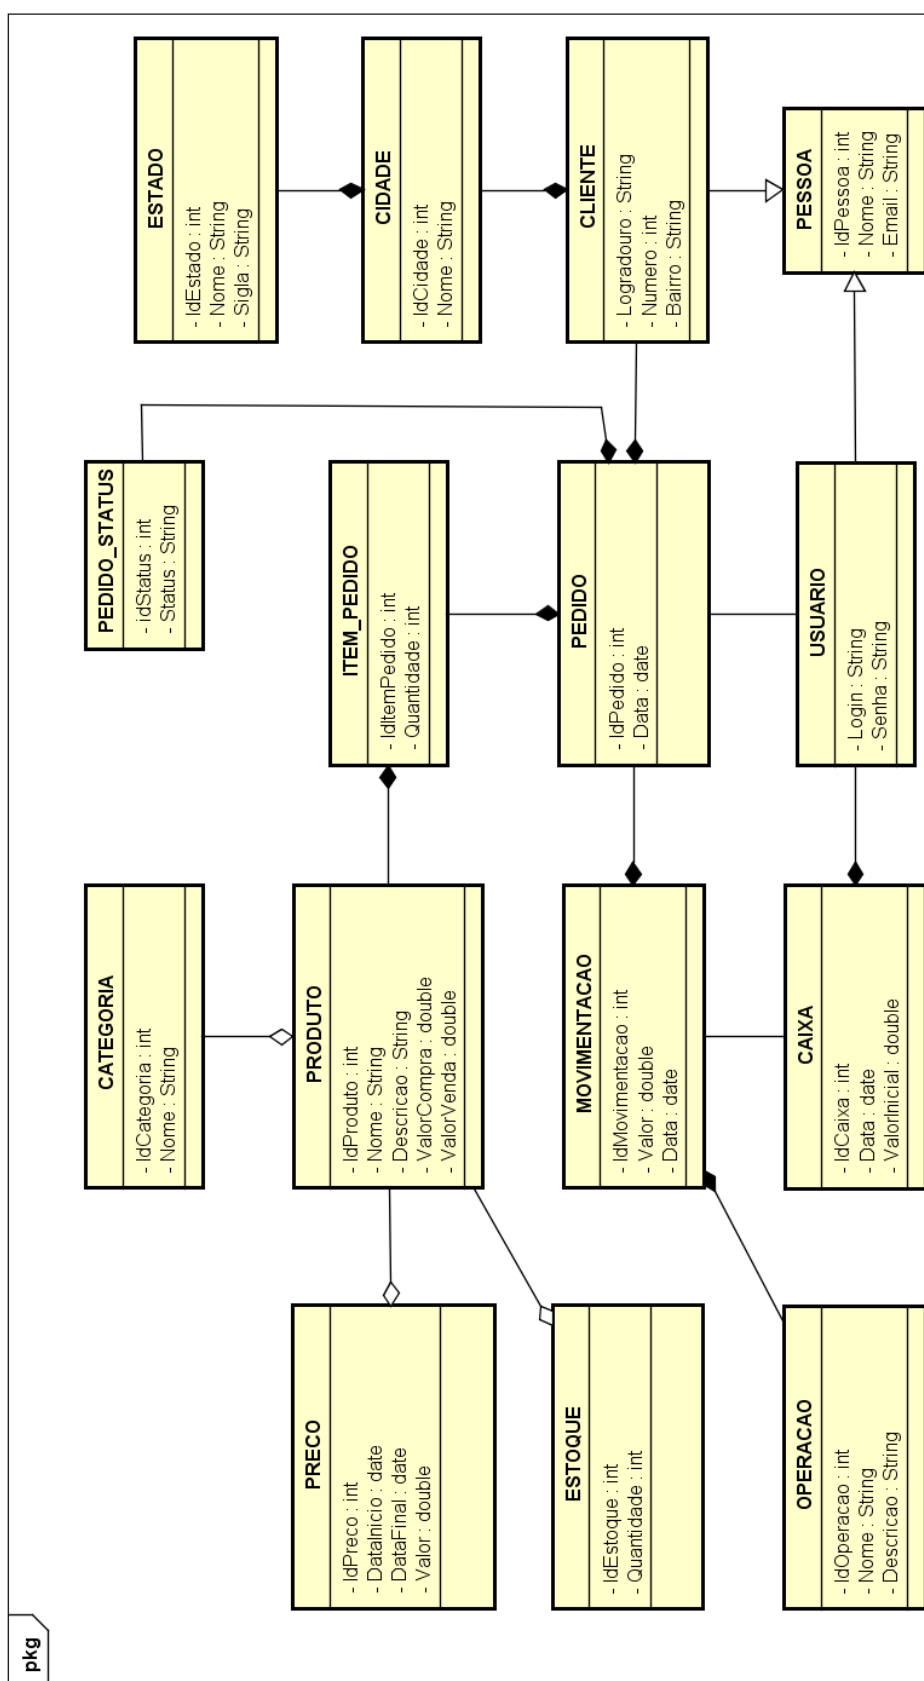 pkg
CATEGORIA
- IdCategoria : int
- Nome : String
PEDIDO_STATUS
- idStatus : int
- Status : String
ESTADO
- IdEstado : int
- Nome : String
- Sigla : String
PRECO
- IdPreco : int
- DataInicio : date
- DataFinal : date
- Valor : double
PRODUTO
- IdProduto : int
- Nome : String
- Descricao : String
- ValorCompra : double
- ValorVenda : double
ITEM_PEDIDO
- IdItemPedido : int
- Quantidade : int
CIDADE
- IdCidade : int
- Nome : String
ESTOQUE
- IdEstoque : int
- Quantidade : int
MOVIMENTACAO
- IdMovimentacao : int
- Valor : double
- Data : date
PEDIDO
- IdPedido : int
- Data : date
CLIENTE
- Logradouro : String
- Numero : int
- Bairro : String
OPERACAO
- IdOperacao : int
- Nome : String
- Descricao : String
CAIXA
- IdCaixa : int
- Data : date
- ValorInicial : double
USUARIO
- Login : String
- Senha : String
PESSOA
- IdPessoa : int
- Nome : String
- Email : String